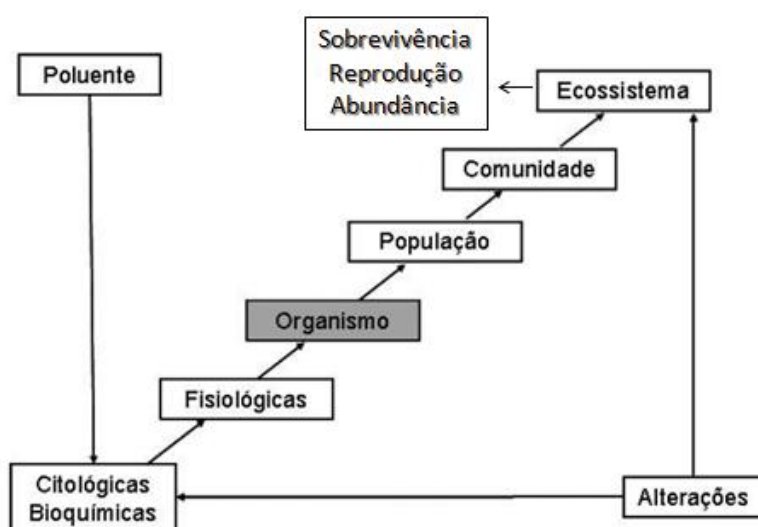 Sobrevivência
Reprodução
Abundância
Poluente
Ecossistema
Comunidade
População
Organismo
Fisiológicas
Citológicas
Bioquímicas
Alterações